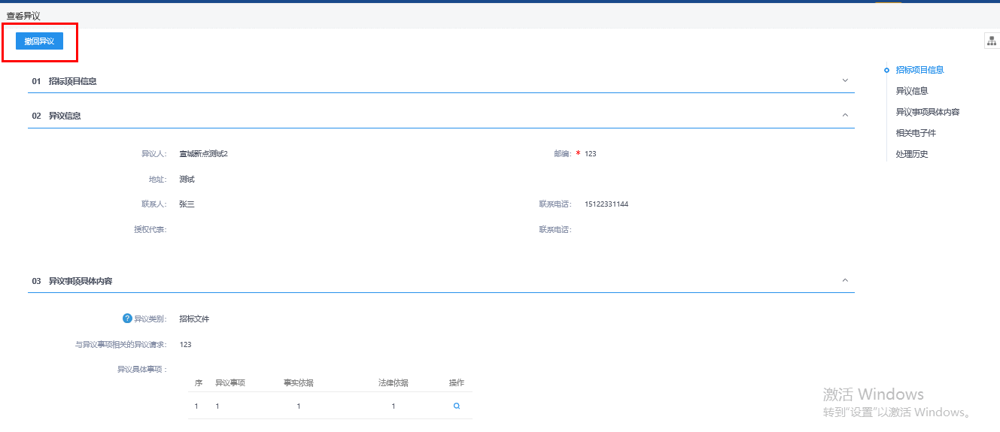 查看异议
撤回异议
01 招标项目信息
招标项目信息
异议信息
异议事项具体内容
相关电子件
处理历史
02 异议信息
异议人： 宣城新点测试2 邮编： * 123
地址： 测试
联系人： 张三 联系电话： 15122331144
授权代表： 联系电话：
03 异议事项具体内容
? 异议类别： 招标文件
与异议事项相关的异议请求： 123
异议具体事项：
序 异议事项 事实依据 法律依据 操作
1 1 1 1
激活 Windows
转到“设置”以激活 Windows。